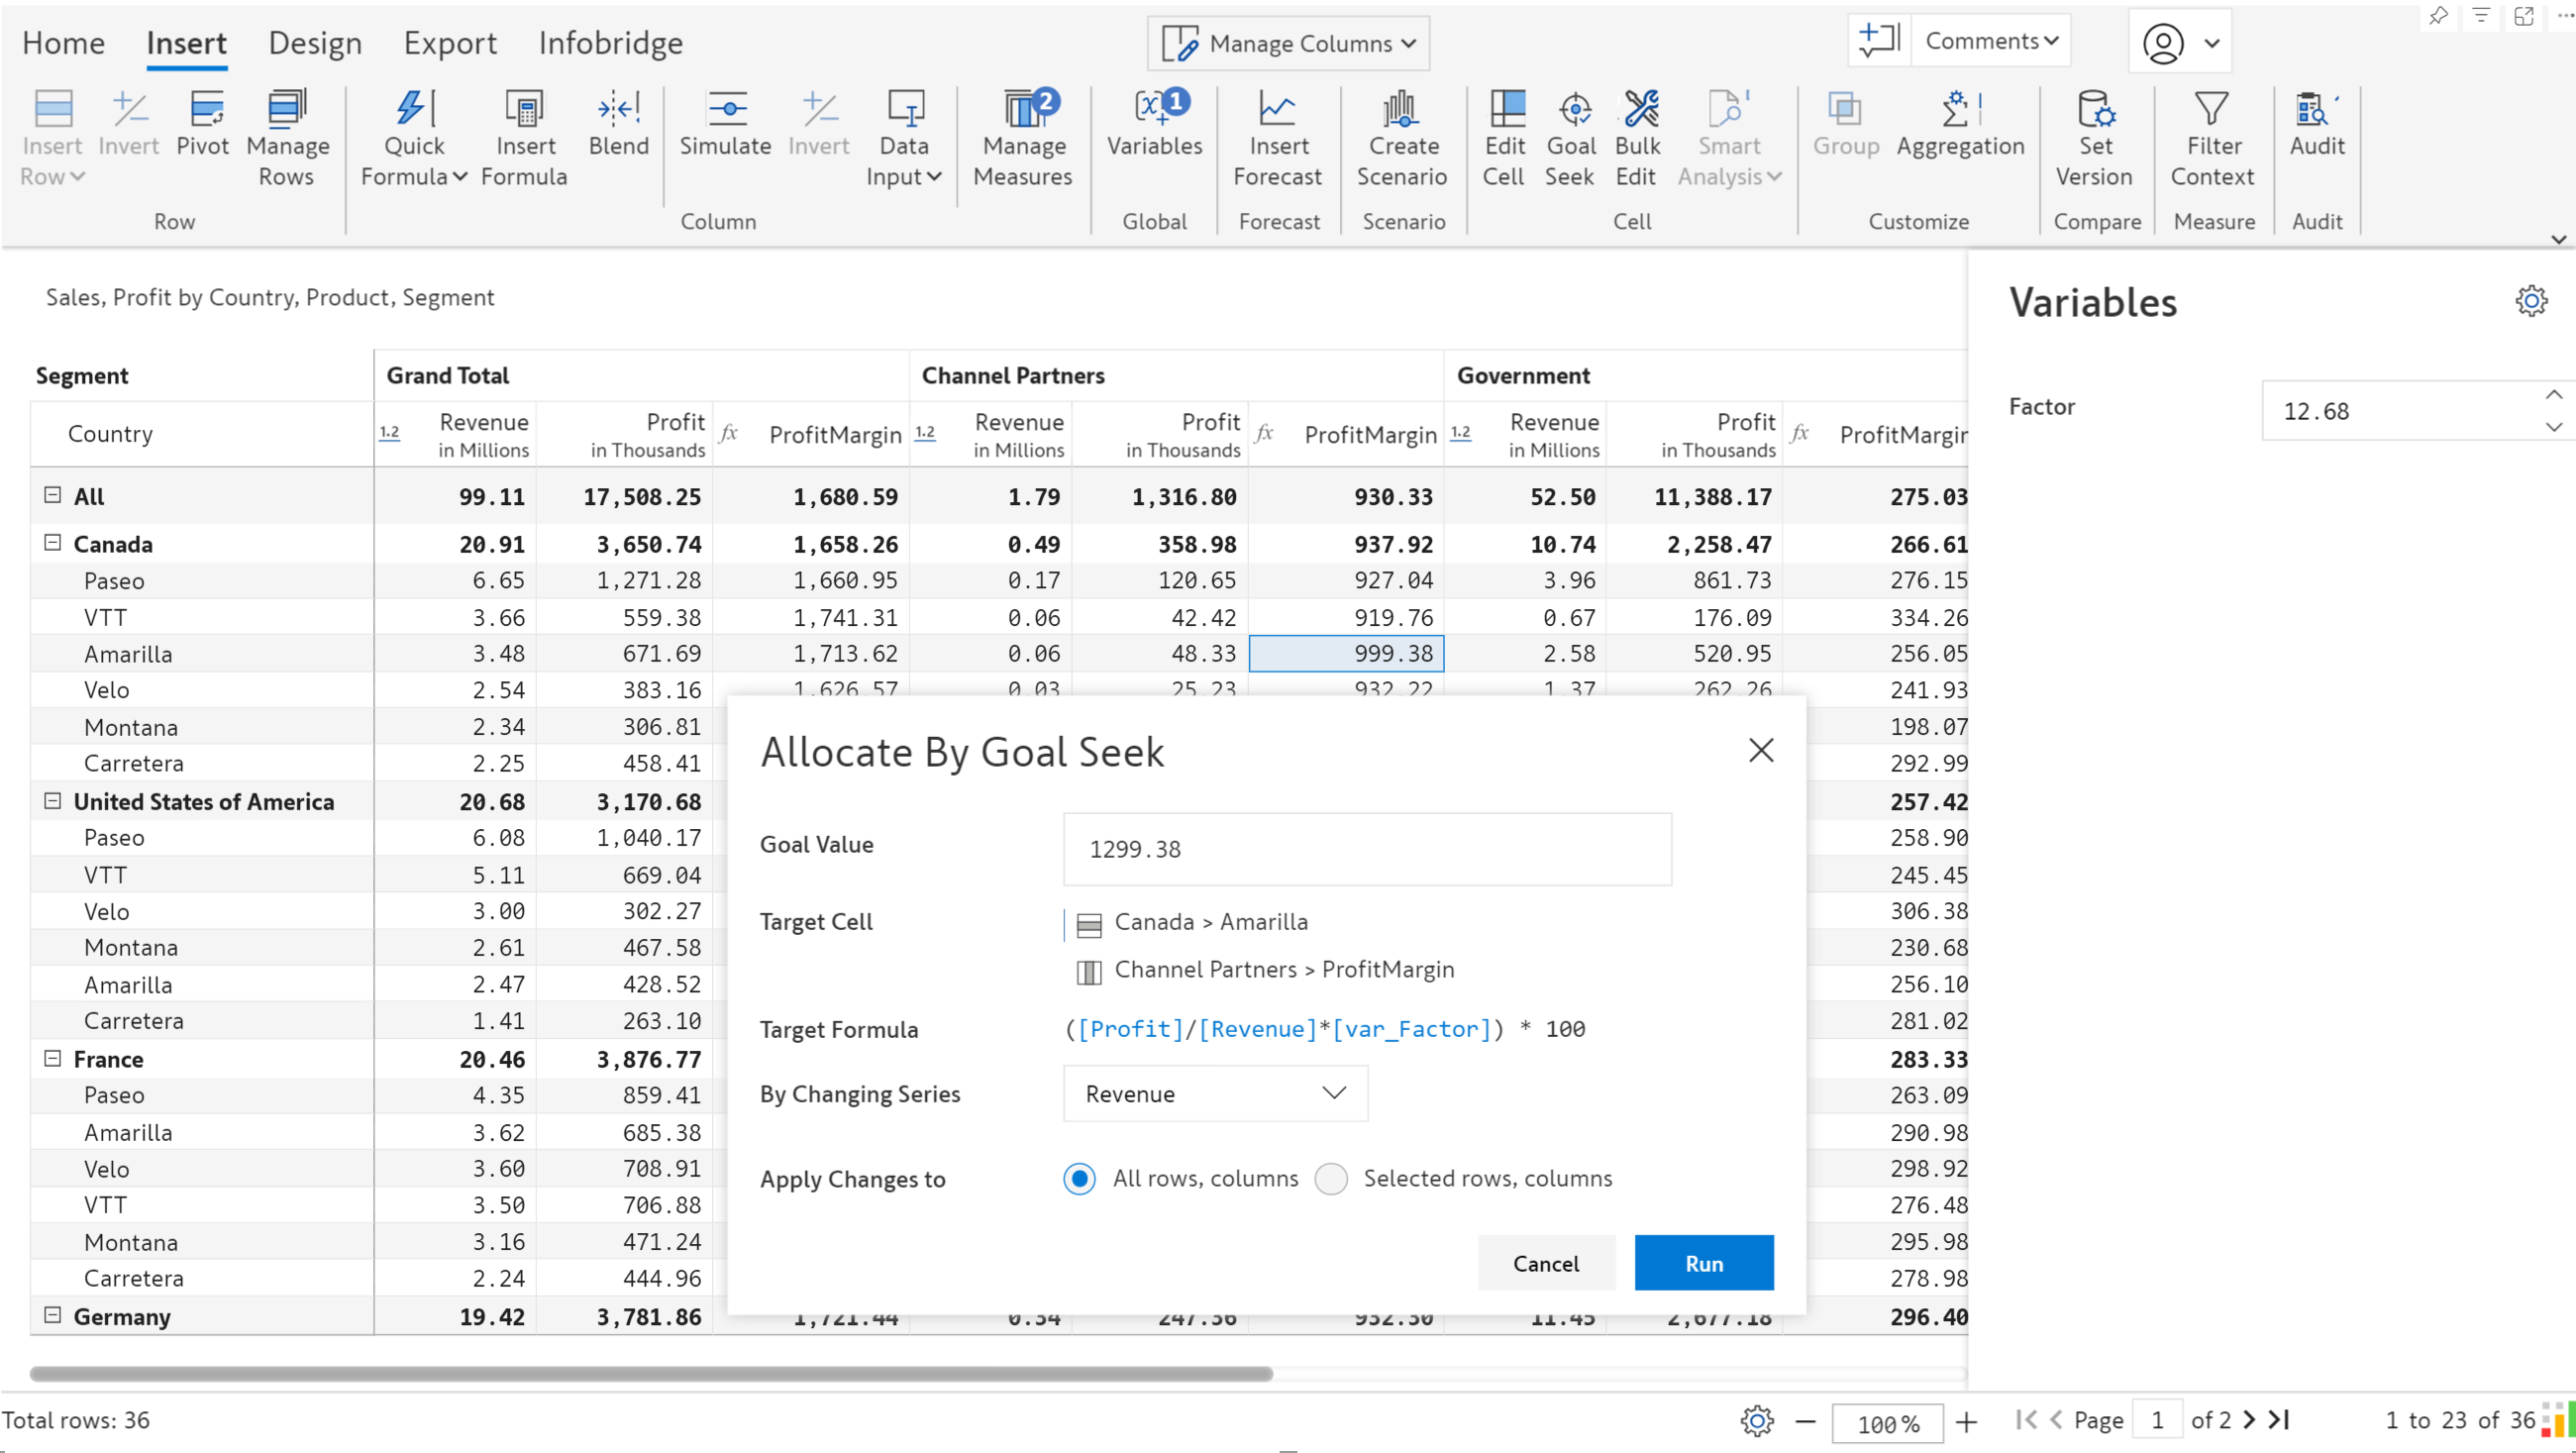 Home Insert Design Export Infobridge Manage Columns Comments
Insert Row Invert Pivot Manage Rows Quick Formula Insert Formula Blend Simulate Invert Data Input Manage Measures 2 Variables 1 Insert Forecast Create Scenario Edit Cell Goal Seek Bulk Edit Smart Analysis Group Aggregation Set Version Filter Context Audit
Row Column Global Forecast Scenario Cell Customize Compare Measure Audit
Sales, Profit by Country, Product, Segment
Variables
Factor 12.68
Segment Grand Total Channel Partners Government
Country 1.2 Revenue in Millions Profit in Thousands fx ProfitMargin 1.2 Revenue in Millions Profit in Thousands fx ProfitMargin 1.2 Revenue in Millions Profit in Thousands fx ProfitMargin
All 99.11 17,508.25 1,680.59 1.79 1,316.80 930.33 52.50 11,388.17 275.03
Canada 20.91 3,650.74 1,658.26 0.49 358.98 937.92 10.74 2,258.47 266.61
Paseo 6.65 1,271.28 1,660.95 0.17 120.65 927.04 3.96 861.73 276.15
VTT 3.66 559.38 1,741.31 0.06 42.42 919.76 0.67 176.09 334.26
Amarilla 3.48 671.69 1,713.62 0.06 48.33 999.38 2.58 520.95 256.05
Velo 2.54 383.16 1,626.57 0.03 25.23 932.22 1.37 262.26 241.93
Montana 2.34 306.81 198.07
Carretera 2.25 458.41 292.99
United States of America 20.68 3,170.68 257.42
Paseo 6.08 1,040.17 258.90
VTT 5.11 669.04 245.45
Velo 3.00 302.27 306.38
Montana 2.61 467.58 230.68
Amarilla 2.47 428.52 256.10
Carretera 1.41 263.10 281.02
France 20.46 3,876.77 283.33
Paseo 4.35 859.41 263.09
Amarilla 3.62 685.38 290.98
Velo 3.60 708.91 298.92
VTT 3.50 706.88 276.48
Montana 3.16 471.24 295.98
Carretera 2.24 444.96 278.98
Germany 19.42 3,781.86 1,721.44 0.34 247.36 932.30 11.45 2,677.18 296.40
Allocate By Goal Seek
Goal Value 1299.38
Target Cell Canada > Amarilla
Channel Partners > ProfitMargin
Target Formula ([Profit]/[Revenue]*[var_Factor]) * 100
By Changing Series Revenue
Apply Changes to All rows, columns Selected rows, columns
Cancel Run
Total rows: 36 100% Page 1 of 2 1 to 23 of 36